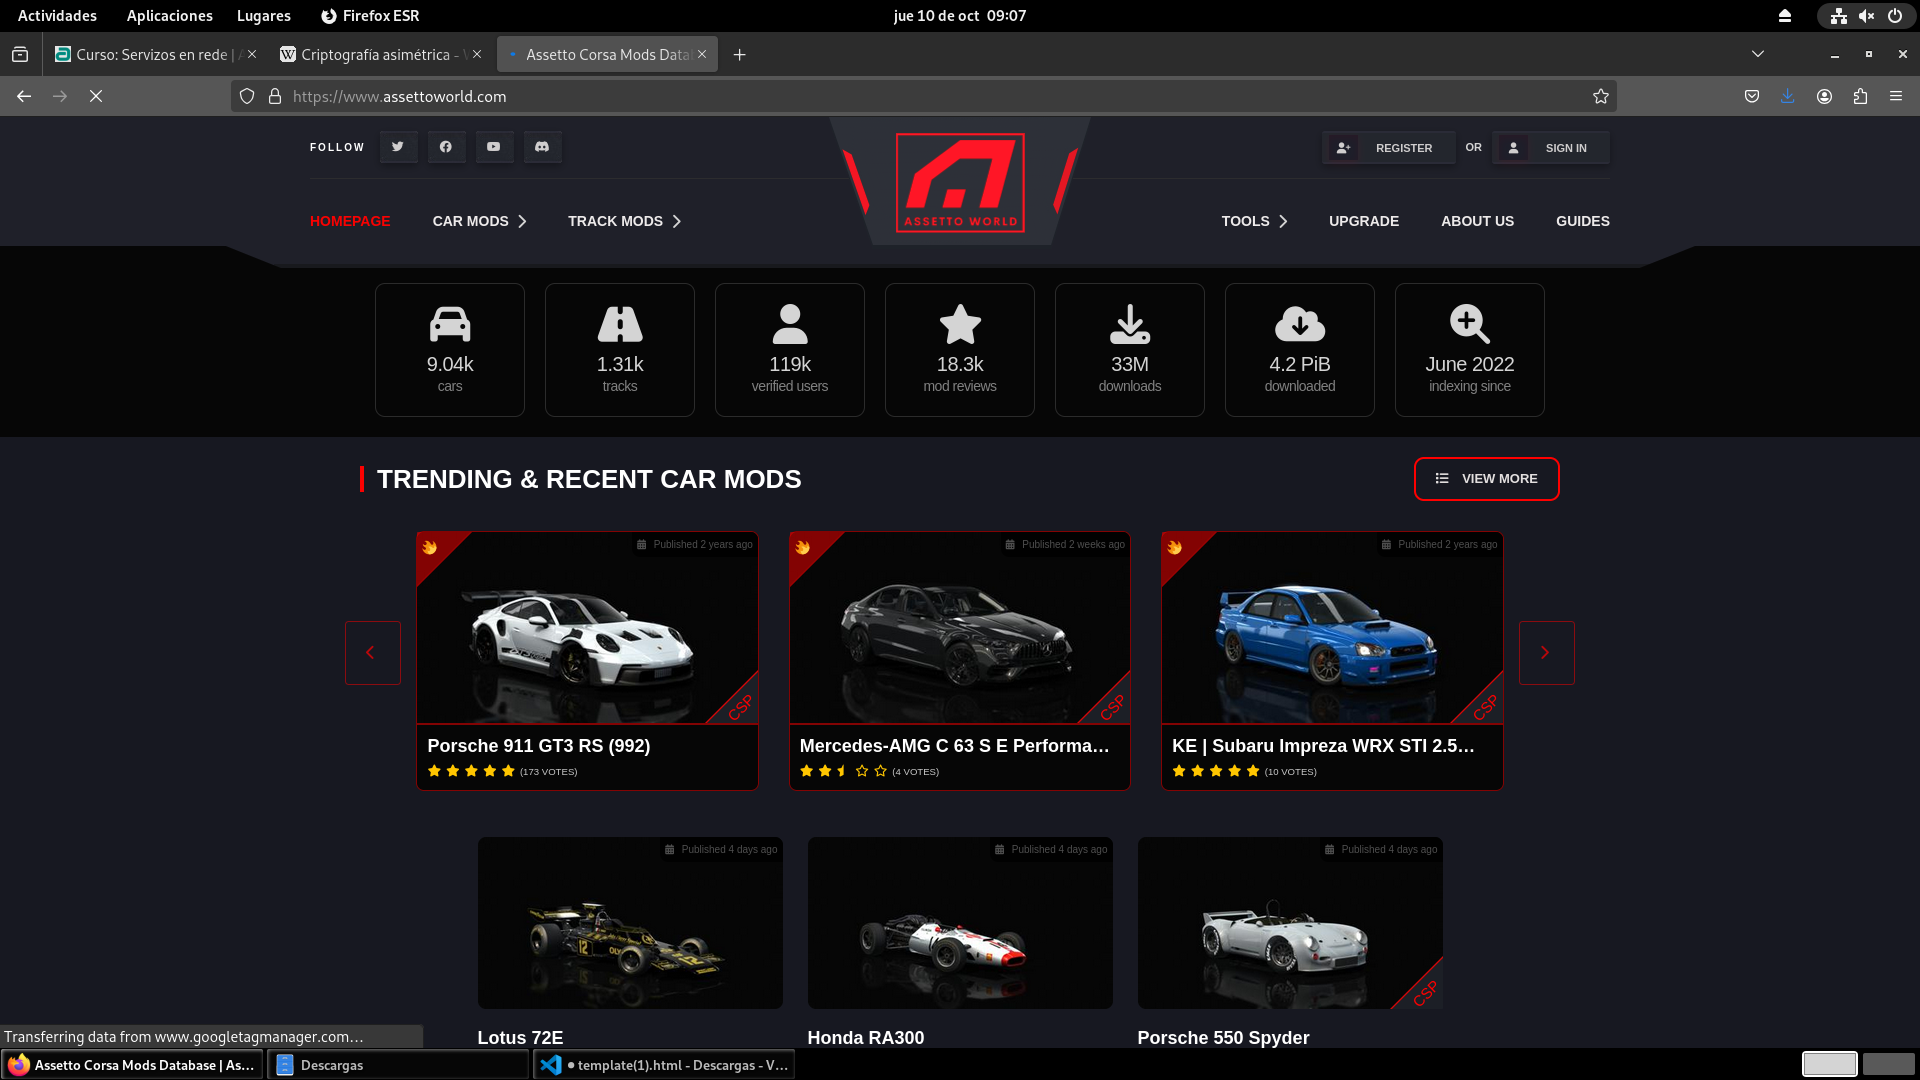 Actividades Aplicaciones Lugares Firefox ESR jue 10 de oct 09:07
Curso: Servizos en rede | Criptografía asimétrica - Assetto Corsa Mods Data
https://www.assettoworld.com
FOLLOW REGISTER OR SIGN IN
ASSETTO WORLD
HOMEPAGE CAR MODS TRACK MODS TOOLS UPGRADE ABOUT US GUIDES
9.04k 1.31k 119k 18.3k 33M 4.2 PiB June 2022
cars tracks verified users mod reviews downloads downloaded indexing since
TRENDING & RECENT CAR MODS VIEW MORE
Published 2 years ago Published 2 weeks ago Published 2 years ago
CSP CSP CSP
Porsche 911 GT3 RS (992) Mercedes-AMG C 63 S E Performa... KE | Subaru Impreza WRX STI 2.5...
(173 VOTES) (4 VOTES) (10 VOTES)
Published 4 days ago Published 4 days ago Published 4 days ago
CSP
Lotus 72E Honda RA300 Porsche 550 Spyder
Transferring data from www.googletagmanager.com…
Assetto Corsa Mods Database | As… Descargas ● template(1).html - Descargas - V…